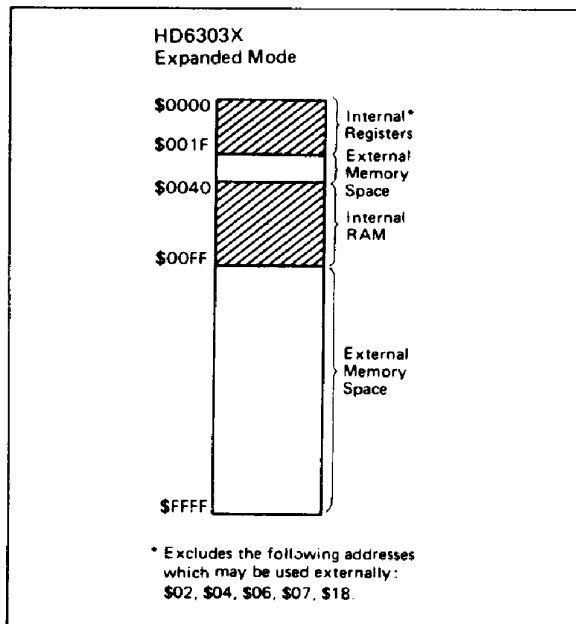 HD6303X
Expanded Mode
$0000
Internal*
Registers
$001F
External
Memory
Space
$0040
Internal
RAM
$00FF
External
Memory
Space
$FFFF
* Excludes the following addresses
which may be used externally:
$02, $04, $06, $07, $18.